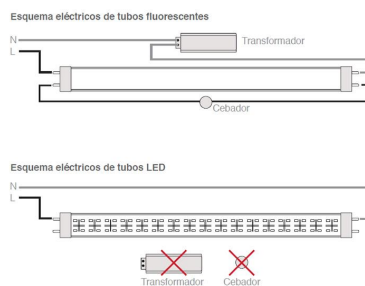 Esquema eléctricos de tubos fluorescentes
N
Transformador
L
Cebador
Esquema eléctricos de tubos LED
N
L
Transformador
Cebador